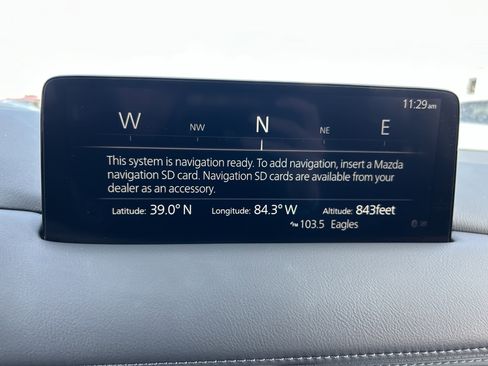 11:29am
W NW N NE E
This system is navigation ready. To add navigation, insert a Mazda
navigation SD card. Navigation SD cards are available from your
dealer as an accessory.
Latitude: 39.0° N Longitude: 84.3° W Altitude: 843feet
FM 103.5 Eagles